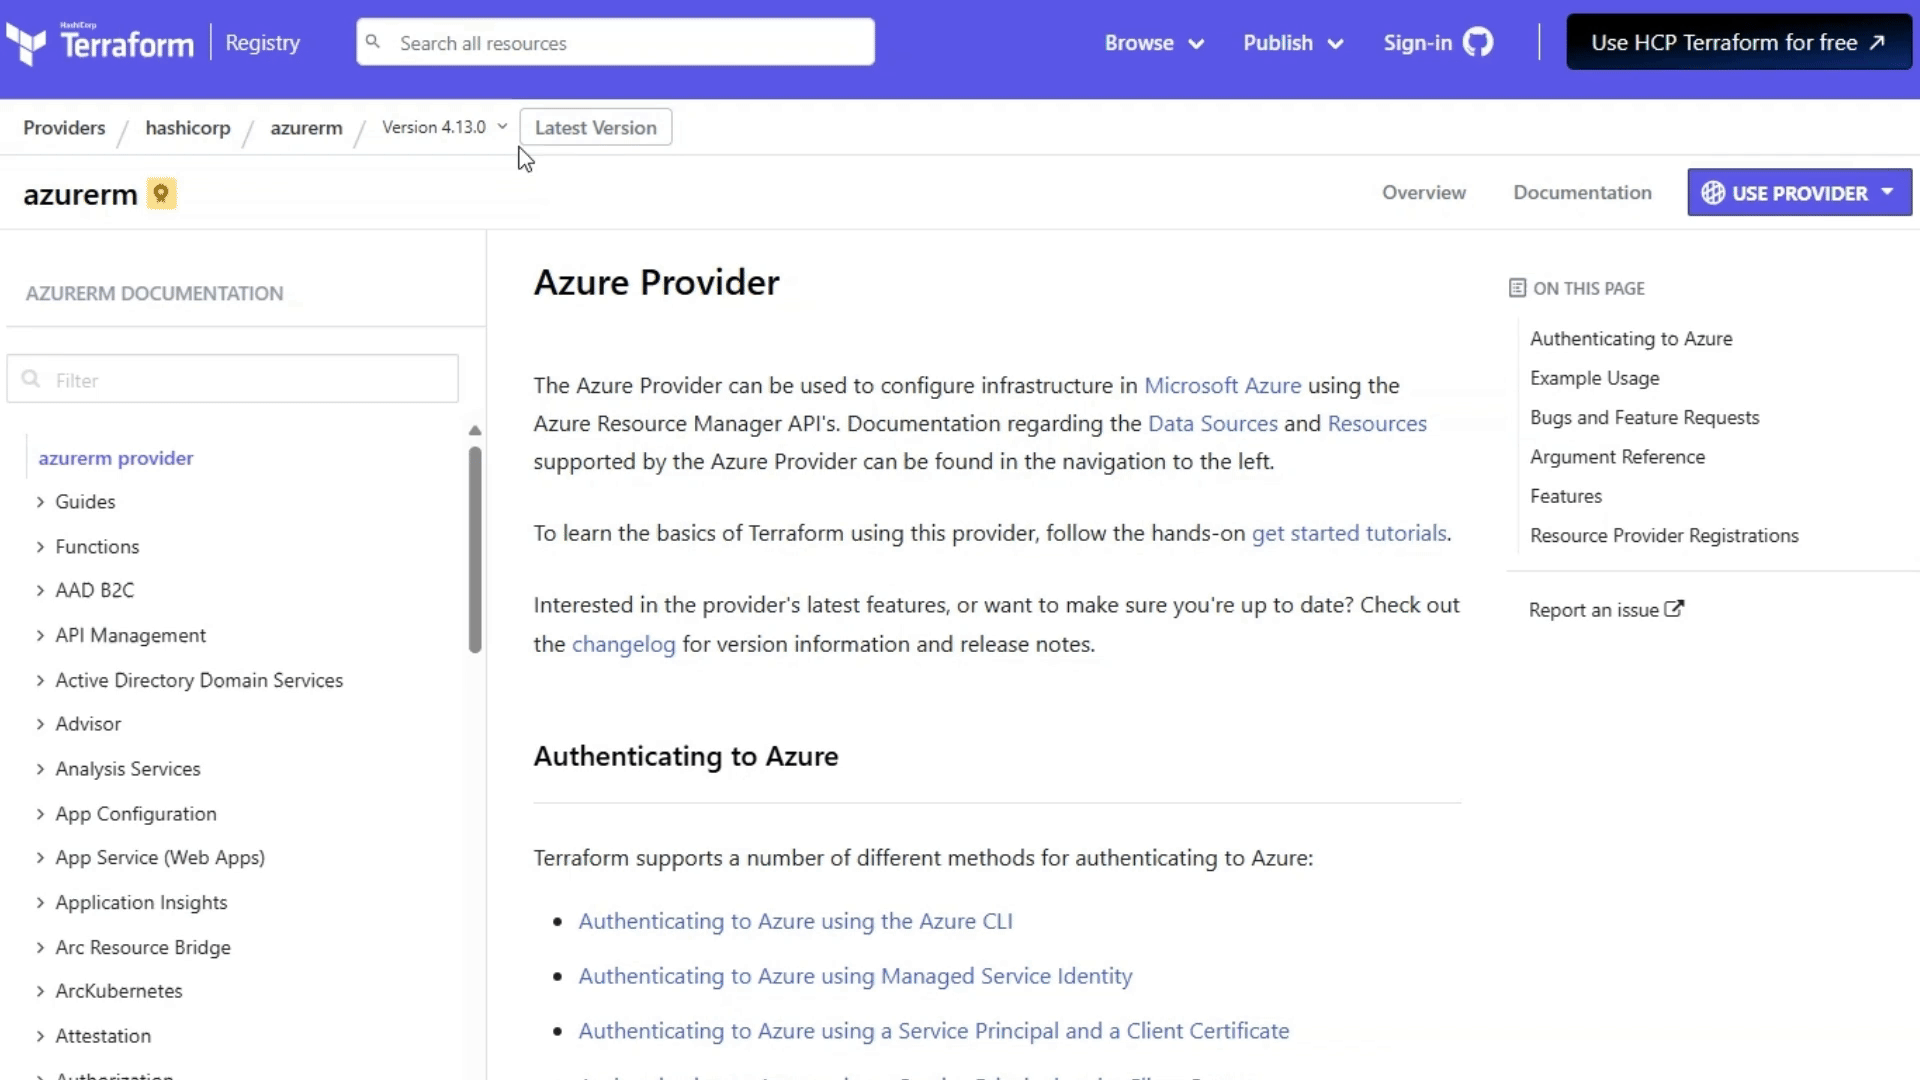 HashiCorp
Terraform
Registry
Search all resources
Browse
Publish
Sign-in
Use HCP Terraform for free
Providers / hashicorp / azurerm / Version 4.13.0
Latest Version
azurerm
Overview
Documentation
USE PROVIDER
AZURERM DOCUMENTATION
Filter
azurerm provider
Guides
Functions
AAD B2C
API Management
Active Directory Domain Services
Advisor
Analysis Services
App Configuration
App Service (Web Apps)
Application Insights
Arc Resource Bridge
ArcKubernetes
Attestation
Authorization
Azure Provider
The Azure Provider can be used to configure infrastructure in Microsoft Azure using the
Azure Resource Manager API's. Documentation regarding the Data Sources and Resources
supported by the Azure Provider can be found in the navigation to the left.
To learn the basics of Terraform using this provider, follow the hands-on get started tutorials.
Interested in the provider's latest features, or want to make sure you're up to date? Check out
the changelog for version information and release notes.
Authenticating to Azure
Terraform supports a number of different methods for authenticating to Azure:
• Authenticating to Azure using the Azure CLI
• Authenticating to Azure using Managed Service Identity
• Authenticating to Azure using a Service Principal and a Client Certificate
ON THIS PAGE
Authenticating to Azure
Example Usage
Bugs and Feature Requests
Argument Reference
Features
Resource Provider Registrations
Report an issue